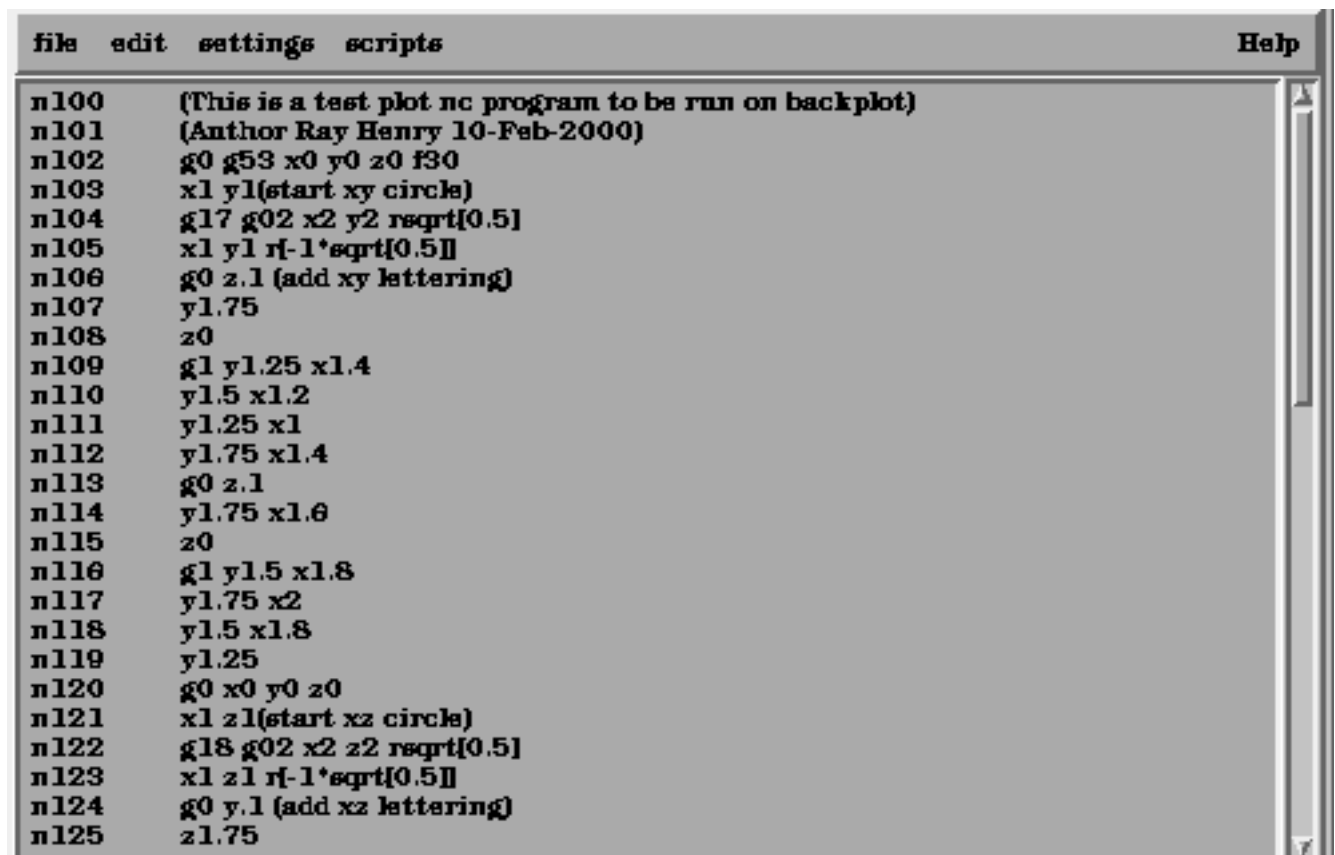 file edit settings scripts Help
n100 (This is a test plot nc program to be run on backplot)
n101 (Author Ray Henry 10-Feb-2000)
n102 g0 g53 x0 y0 z0 f30
n103 x1 y1(start xy circle)
n104 g17 g02 x2 y2 rsqrt[0.5]
n105 x1 y1 r[-1*sqrt[0.5]]
n106 g0 z.1 (add xy lettering)
n107 y1.75
n108 z0
n109 g1 y1.25 x1.4
n110 y1.5 x1.2
n111 y1.25 x1
n112 y1.75 x1.4
n113 g0 z.1
n114 y1.75 x1.6
n115 z0
n116 g1 y1.5 x1.8
n117 y1.75 x2
n118 y1.5 x1.8
n119 y1.25
n120 g0 x0 y0 z0
n121 x1 z1(start xz circle)
n122 g18 g02 x2 z2 rsqrt[0.5]
n123 x1 z1 r[-1*sqrt[0.5]]
n124 g0 y.1 (add xz lettering)
n125 z1.75